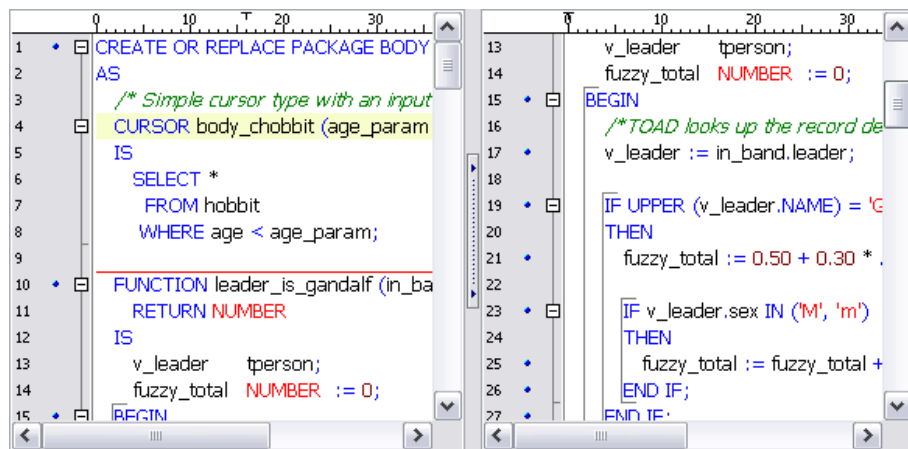 0 10 20 30
1 CREATE OR REPLACE PACKAGE BODY
2 AS
3 /* Simple cursor type with an input
4 CURSOR body_chobbit (age_param
5 IS
6 SELECT *
7 FROM hobbit
8 WHERE age < age_param;
9
10 FUNCTION leader_is_gandalf (in_ba
11 RETURN NUMBER
12 IS
13 v_leader tperson;
14 fuzzy_total NUMBER := 0;
15 BEGIN
0 10 20 30
13 v_leader tperson;
14 fuzzy_total NUMBER := 0;
15 BEGIN
16 /*TOAD looks up the record de
17 v_leader := in_band.leader;
18
19 IF UPPER (v_leader.NAME) = 'G
20 THEN
21 fuzzy_total := 0.50 + 0.30 * .
22
23 IF v_leader.sex IN ('M', 'm')
24 THEN
25 fuzzy_total := fuzzy_total +
26 END IF;
27 END IF;